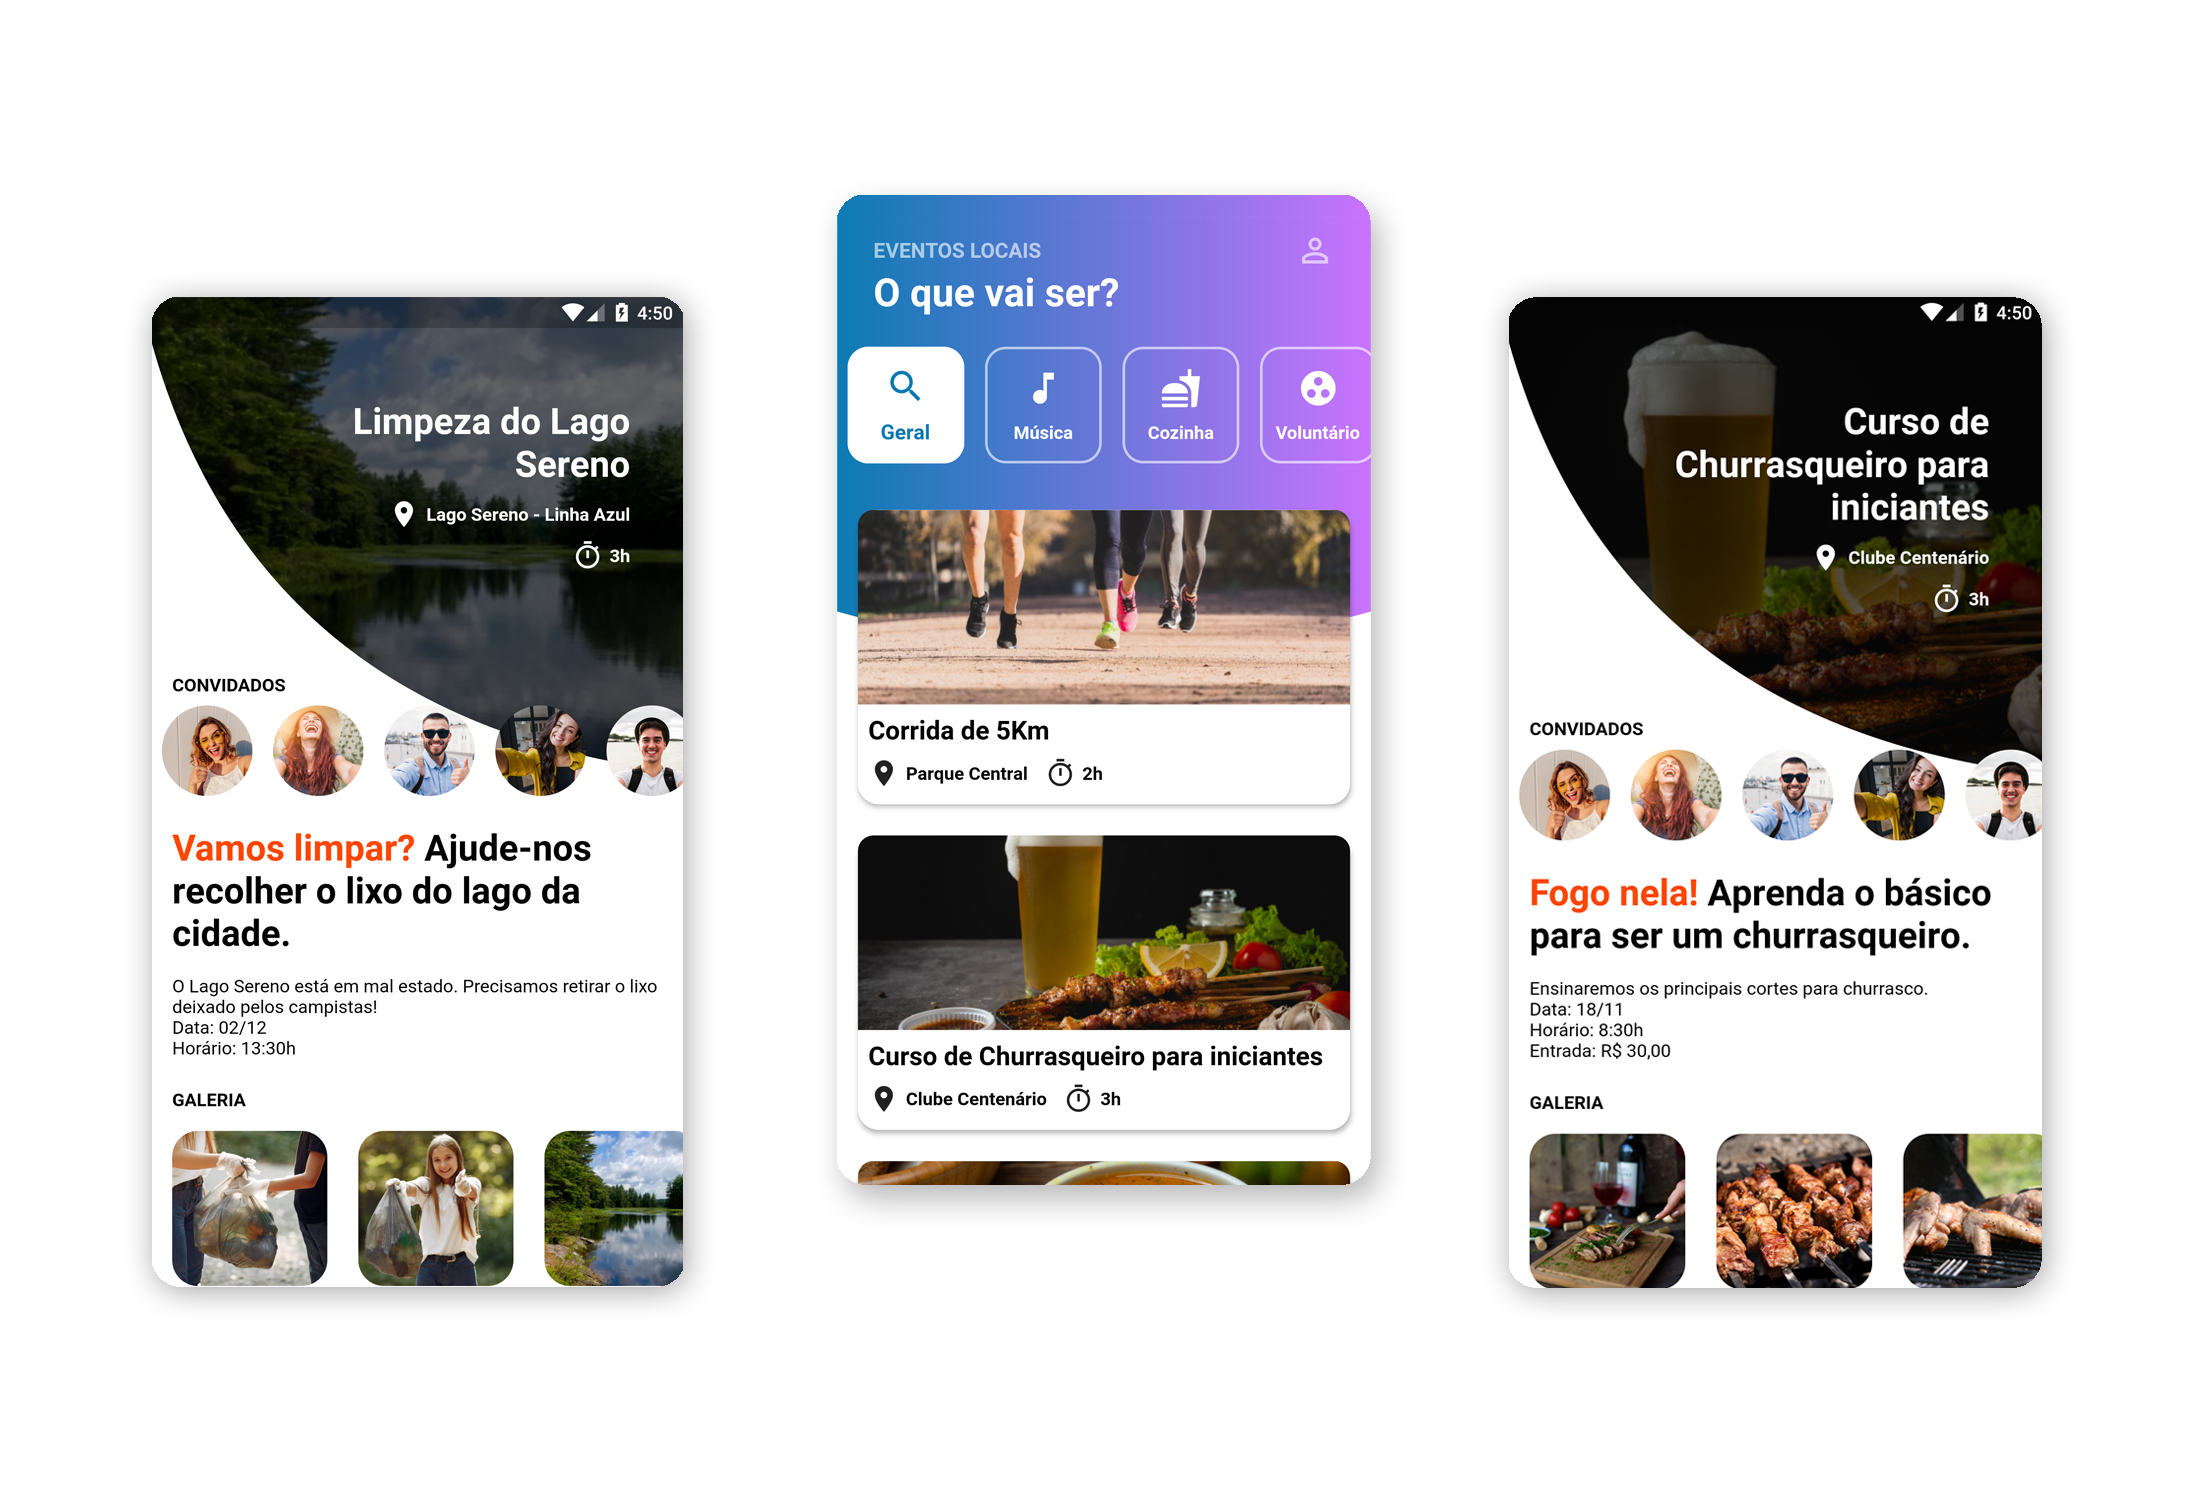 4:50
Limpeza do Lago
Sereno
Lago Sereno - Linha Azul
3h
CONVIDADOS
Vamos limpar? Ajude-nos
recolher o lixo do lago da
cidade.
O Lago Sereno está em mal estado. Precisamos retirar o lixo
deixado pelos campistas!
Data: 02/12
Horário: 13:30h
GALERIA
EVENTOS LOCAIS
O que vai ser?
Geral
Música
Cozinha
Voluntário
Corrida de 5Km
Parque Central 2h
Curso de Churrasqueiro para iniciantes
Clube Centenário 3h
4:50
Curso de
Churrasqueiro para
iniciantes
Clube Centenário
3h
CONVIDADOS
Fogo nela! Aprenda o básico
para ser um churrasqueiro.
Ensinaremos os principais cortes para churrasco.
Data: 18/11
Horário: 8:30h
Entrada: R$ 30,00
GALERIA